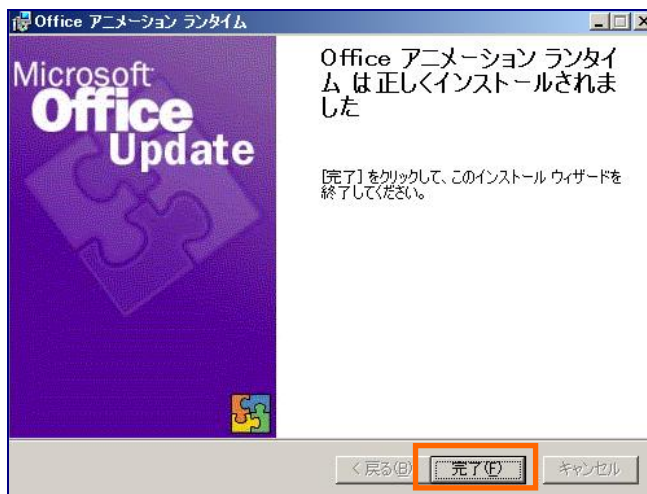 Office アニメーション ランタイム
Microsoft
Office
Update
Office アニメーション ランタイ
ム は正しくインストールされま
した
[完了] をクリックして、このインストール ウィザードを
終了してください。
< 戻る(B)
完了(F)
キャンセル